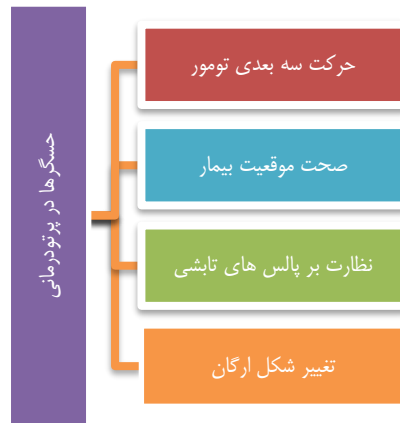 حسگرها در پرتودرمانی
حرکت سه بعدی تومور
صحت موقعیت بیمار
نظارت بر پالس های تابشی
تغییر شکل ارگان